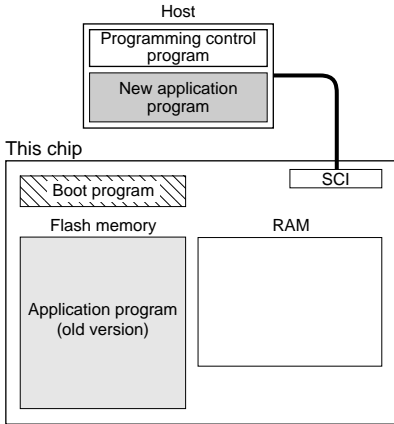 Host
Programming control
program
New application
program
This chip
SCI
Boot program
Flash memory
RAM
Application program
(old version)